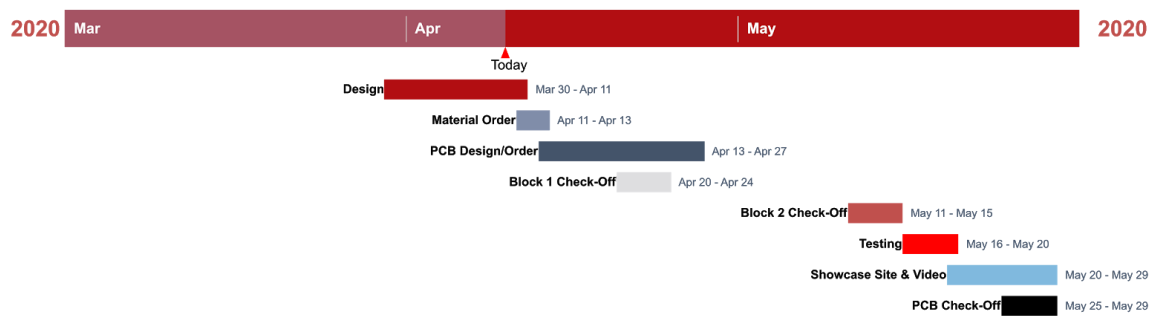 2020 Mar Apr May 2020
Today
Design Mar 30 - Apr 11
Material Order Apr 11 - Apr 13
PCB Design/Order Apr 13 - Apr 27
Block 1 Check-Off Apr 20 - Apr 24
Block 2 Check-Off May 11 - May 15
Testing May 16 - May 20
Showcase Site & Video May 20 - May 29
PCB Check-Off May 25 - May 29